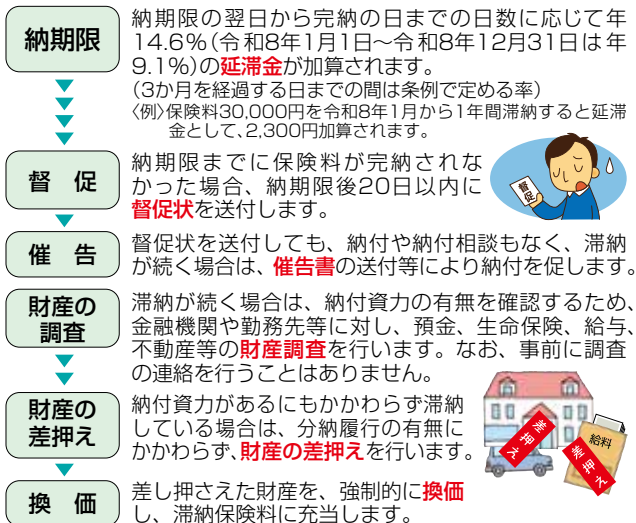 納期限
納期限の翌日から完納の日までの日数に応じて年
14.6%(令和8年1月1日～令和8年12月31日は年
9.1%)の延滞金が加算されます。
(3か月を経過する日までの間は条例で定める率)
〈例〉保険料30,000円を令和8年1月から1年間滞納すると延滞
金として、2,300円加算されます。
督 促
納期限までに保険料が完納されな
かった場合、納期限後20日以内に
督促状を送付します。
督促
催 告
督促状を送付しても、納付や納付相談もなく、滞納
が続く場合は、催告書の送付等により納付を促します。
財産の
調査
滞納が続く場合は、納付資力の有無を確認するため、
金融機関や勤務先等に対し、預金、生命保険、給与、
不動産等の財産調査を行います。なお、事前に調査
の連絡を行うことはありません。
財産の
差押え
納付資力があるにもかかわらず滞納
している場合は、分納履行の有無に
かかわらず、財産の差押えを行います。
差押え
給料
差押え
換 価
差し押さえた財産を、強制的に換価
し、滞納保険料に充当します。